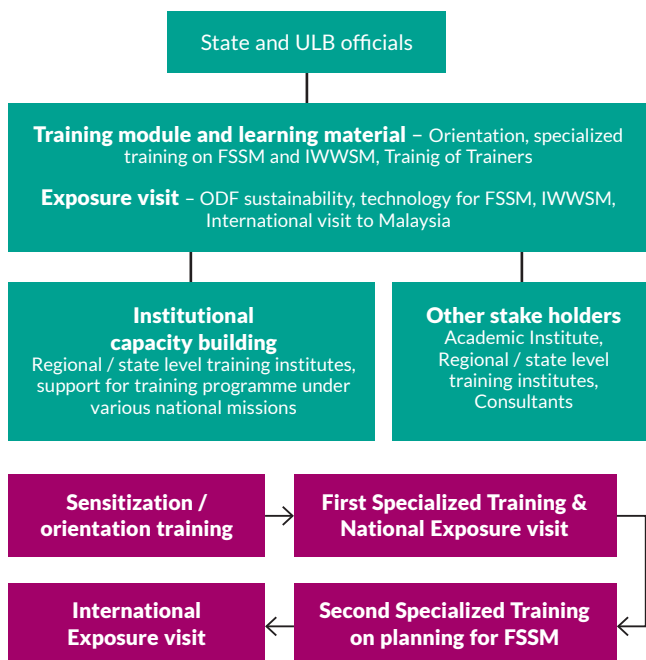 State and ULB officials
Training module and learning material – Orientation, specialized
training on FSSM and IWWSM, Trainig of Trainers
Exposure visit – ODF sustainability, technology for FSSM, IWWSM,
International visit to Malaysia
Institutional
capacity building
Regional / state level training institutes,
support for training programme under
various national missions
Other stake holders
Academic Institute,
Regional / state level
training institutes,
Consultants
Sensitization /
orientation training
First Specialized Training &
National Exposure visit
Second Specialized Training
on planning for FSSM
International
Exposure visit